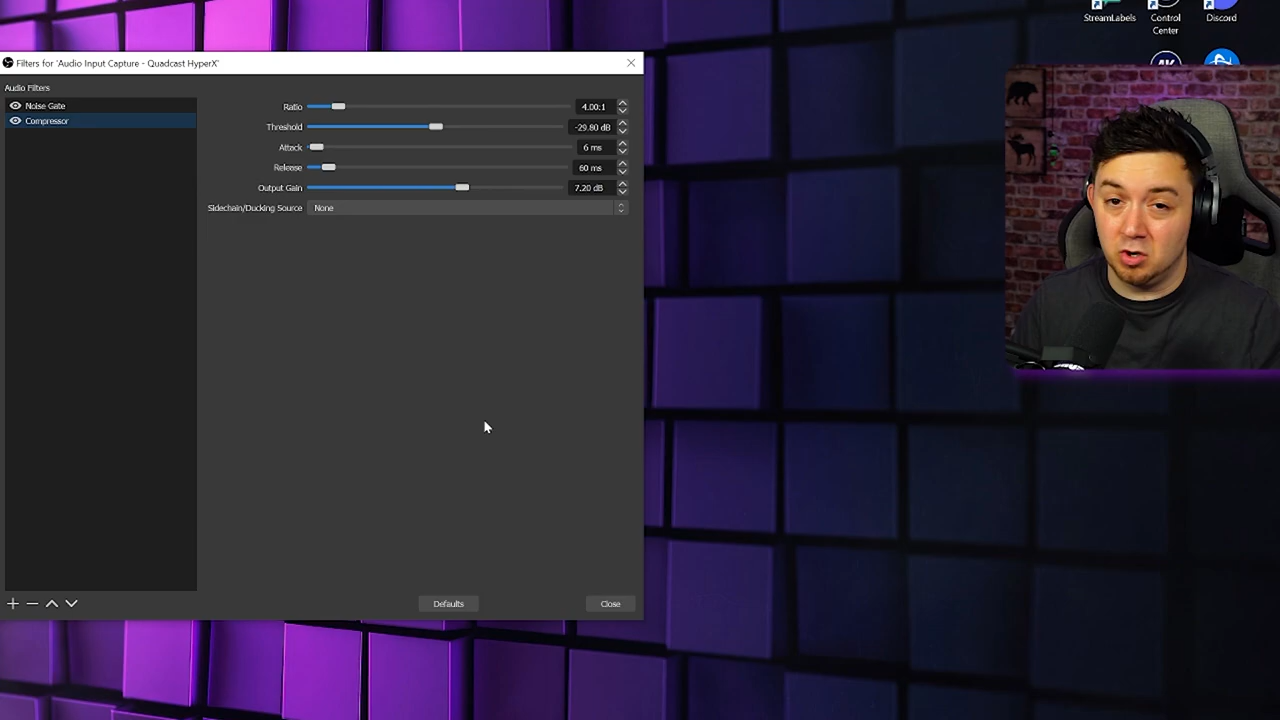 StreamLabels
Control
Center
Discord
Filters for 'Audio Input Capture - Quadcast HyperX'
Audio Filters
Noise Gate
Compressor
Ratio
4.00:1
Threshold
-29.80 dB
Attack
6 ms
Release
60 ms
Output Gain
7.20 dB
Sidechain/Ducking Source
None
Defaults
Close